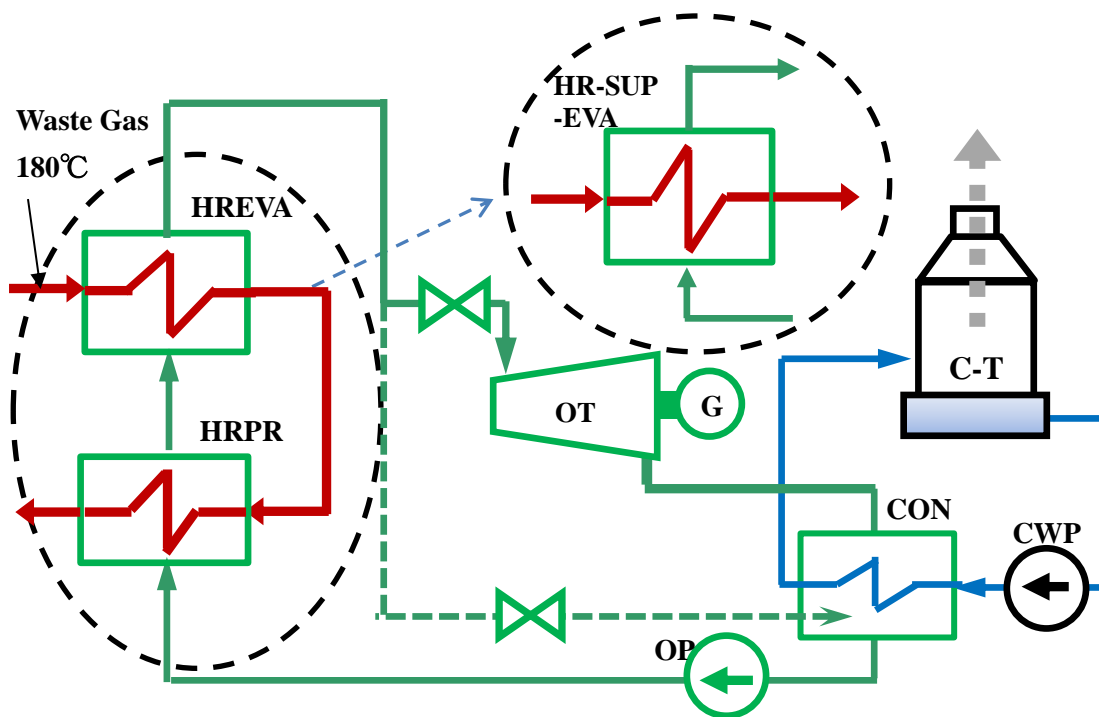 HR-SUP
-EVA
Waste Gas
180℃
HREVA
C-T
OT
G
HRPR
CON
CWP
OP